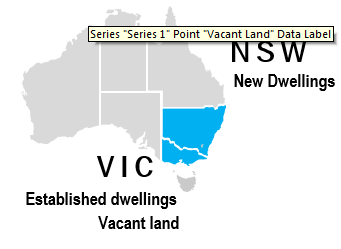 Series "Series 1" Point "Vacant Land" Data Label
NSW
New Dwellings
VIC
Established dwellings
Vacant land